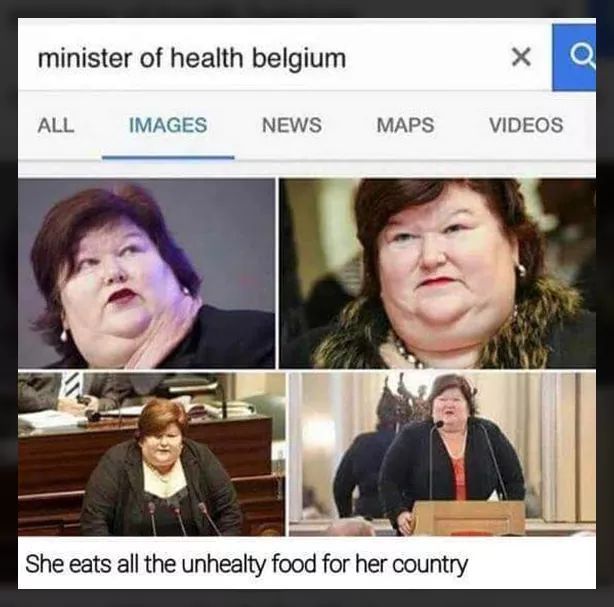 minister of health belgium
ALL IMAGES NEWS MAPS VIDEOS
She eats all the unhealty food for her country